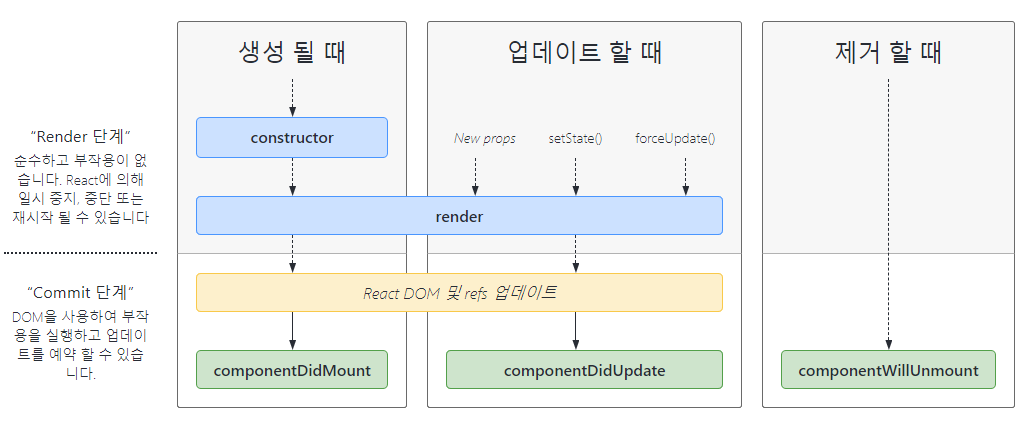 생성 될 때
업데이트 할 때
제거 할 때
“Render 단계”
순수하고 부작용이 없
습니다. React에 의해
일시 중지, 중단 또는
재시작 될 수 있습니다
constructor
New props
setState()
forceUpdate()
render
“Commit 단계”
DOM을 사용하여 부작
용을 실행하고 업데이
트를 예약 할 수 있습
니다.
React DOM 및 refs 업데이트
componentDidMount
componentDidUpdate
componentWillUnmount